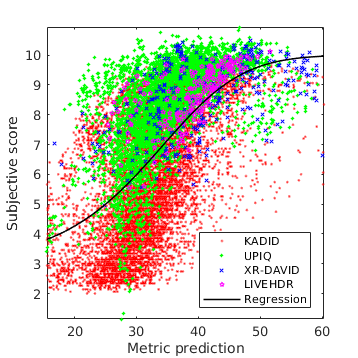 10
9
8
7
6
5
4
3
2
Subjective score
20
30
40
50
60
Metric prediction
KADID
UPIQ
XR-DAVID
LIVEHDR
Regression